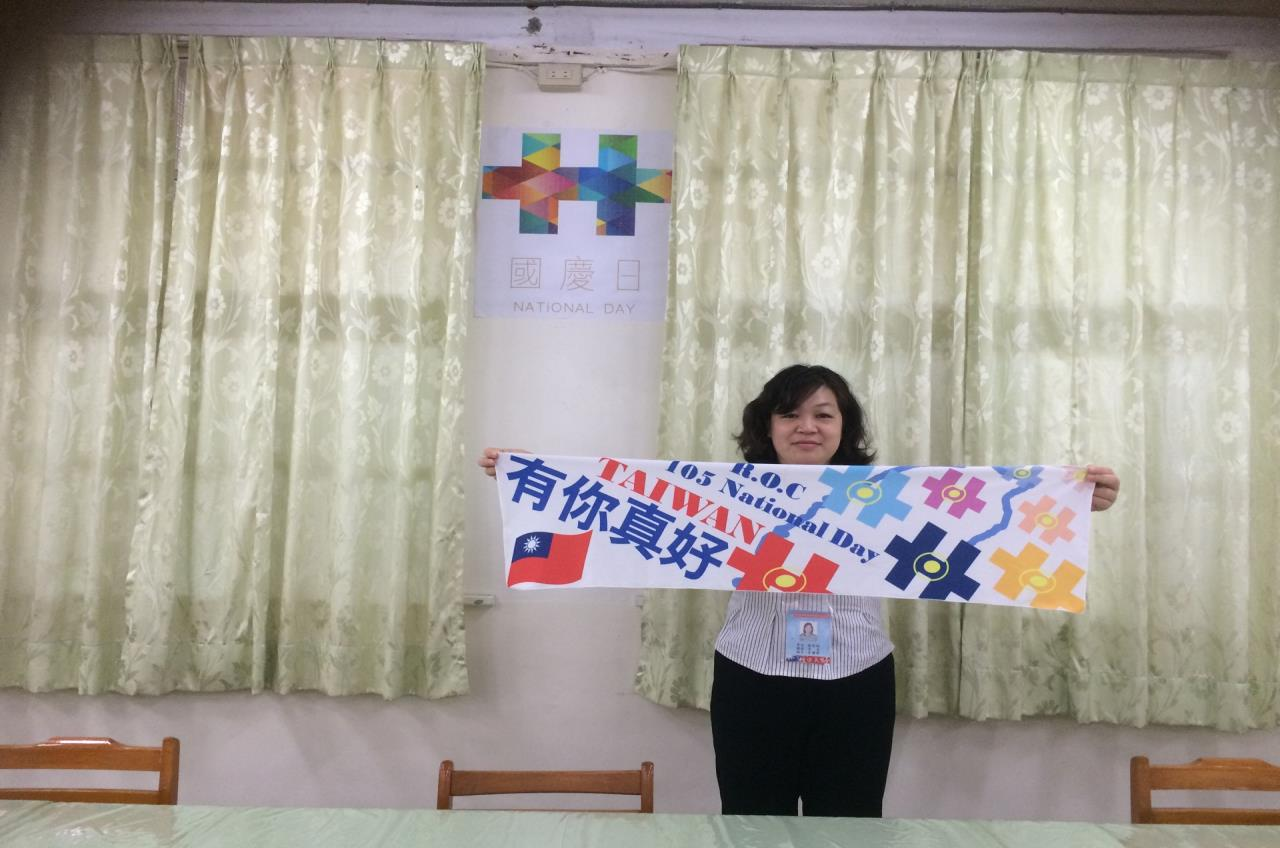 國慶日
NATIONAL DAY
R.O.C
105 National Day
TAIWAN
有你真好